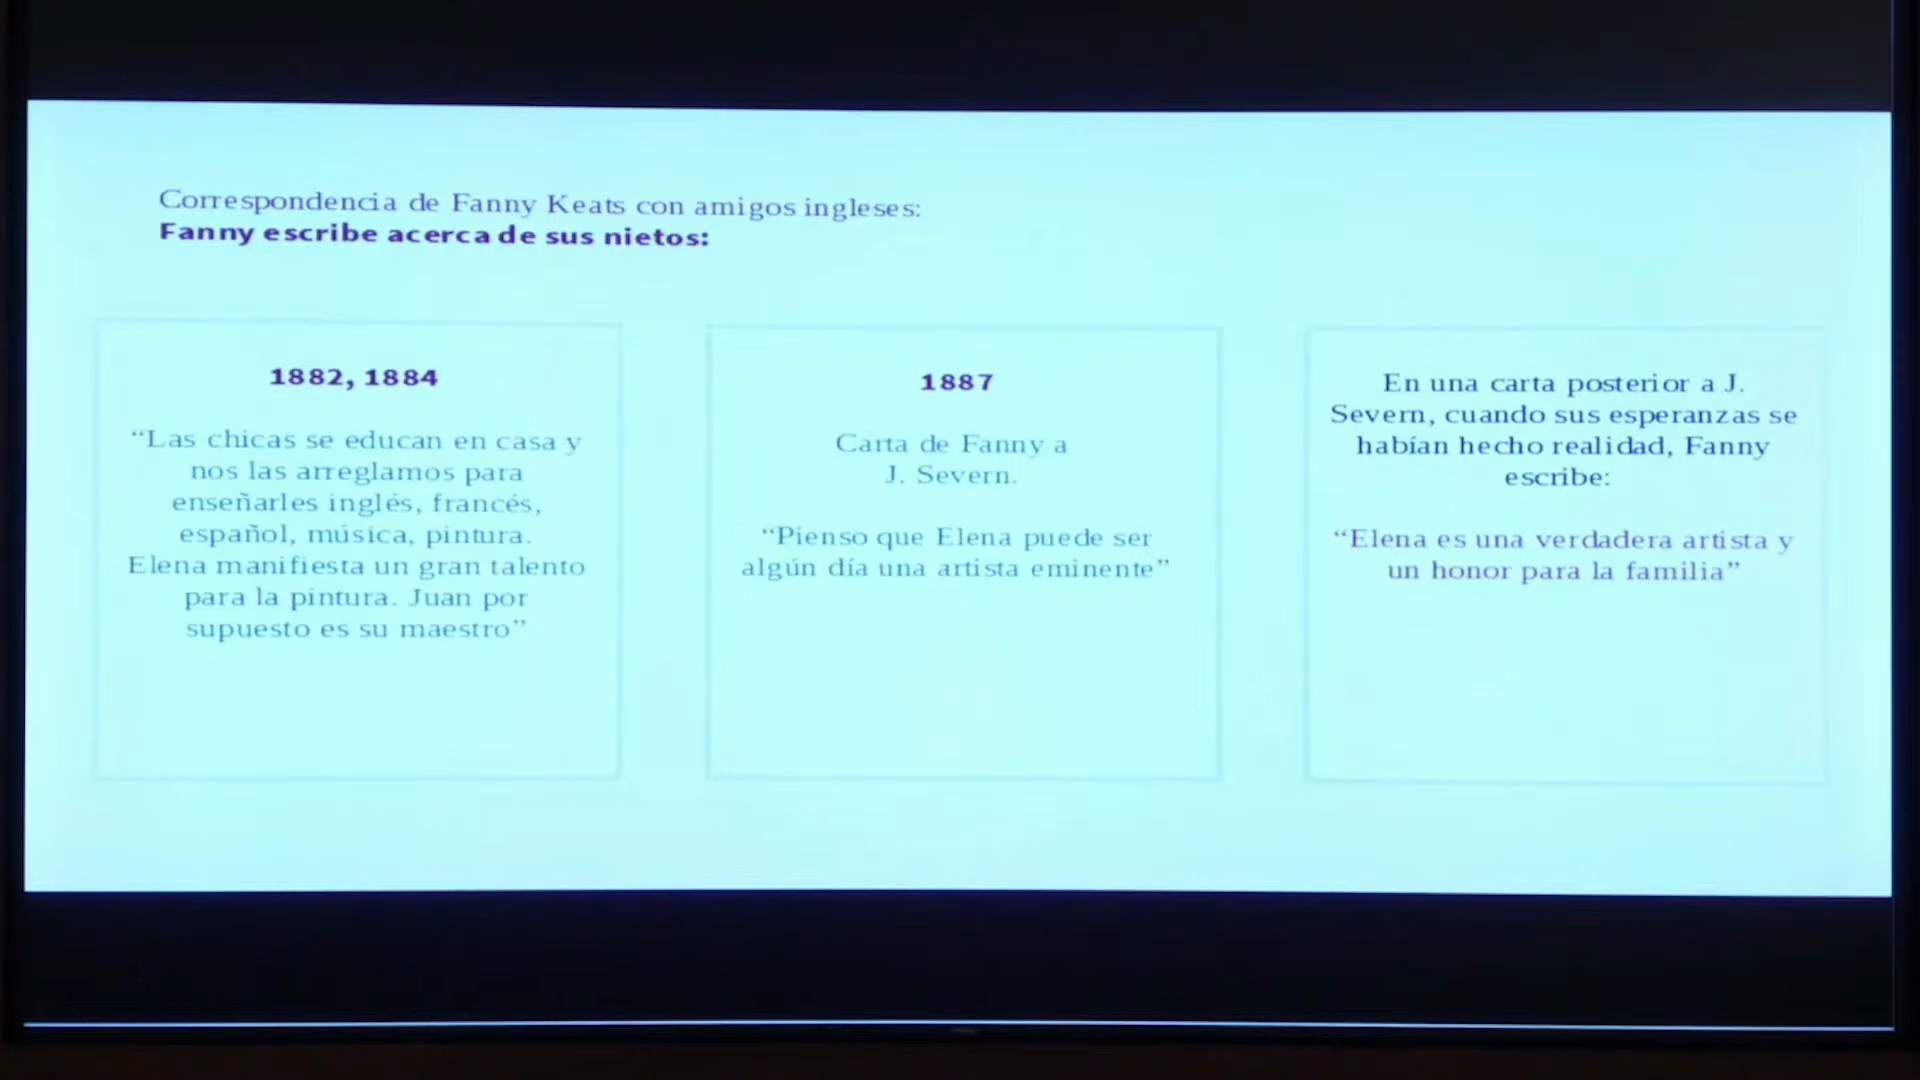 Correspondencia de Fanny Keats con amigos ingleses:
Fanny escribe acerca de sus nietos:
1882, 1884
“Las chicas se educan en casa y
nos las arreglamos para
enseñarles inglés, francés,
español, música, pintura.
Elena manifiesta un gran talento
para la pintura. Juan por
supuesto es su maestro”
1887
Carta de Fanny a
J. Severn.
“Pienso que Elena puede ser
algún día una artista eminente”
En una carta posterior a J.
Severn, cuando sus esperanzas se
habían hecho realidad, Fanny
escribe:
“Elena es una verdadera artista y
un honor para la familia”